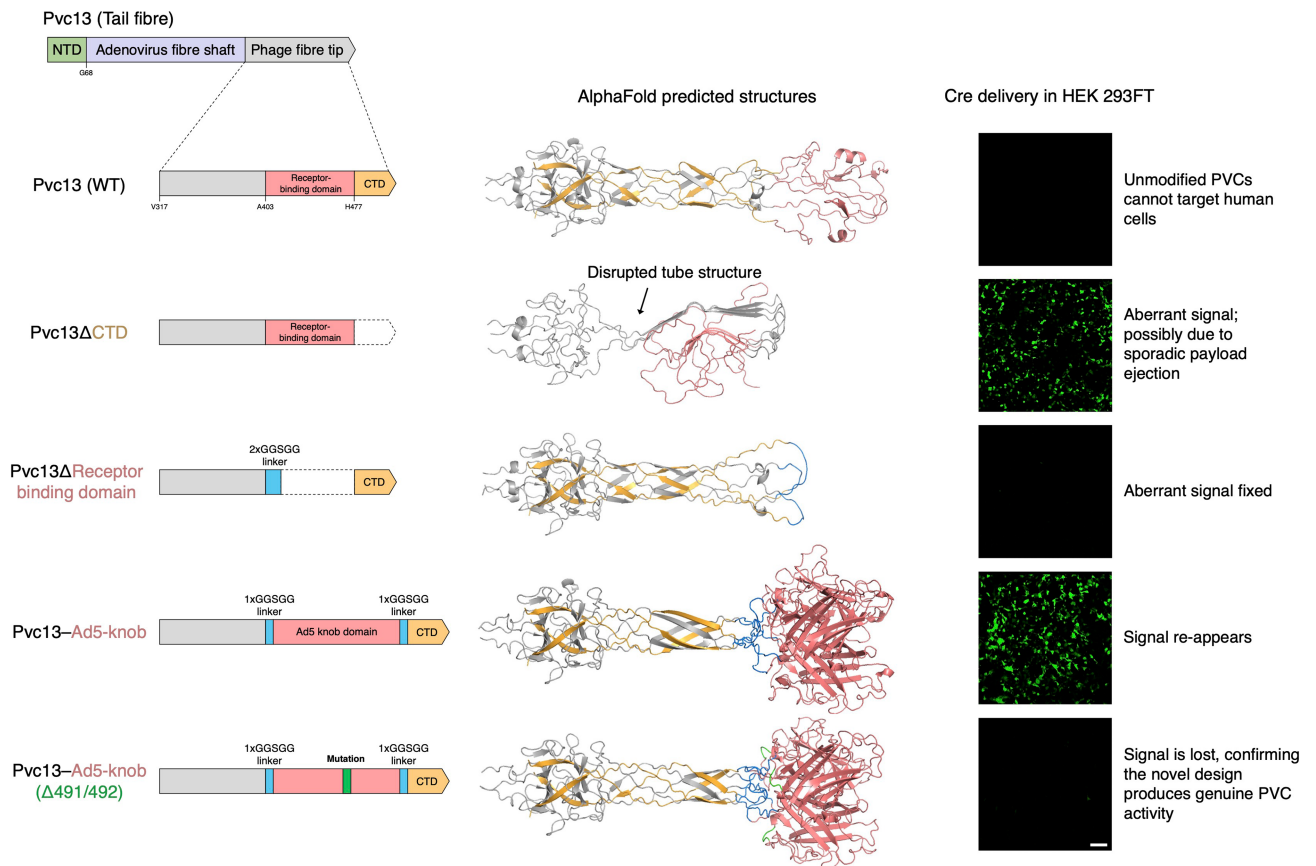 Pvc13 (Tail fibre)
NTD
Adenovirus fibre shaft
Phage fibre tip
G68
AlphaFold predicted structures
Cre delivery in HEK 293FT
Pvc13 (WT)
Receptor-
binding domain
CTD
V317
A403
H477
Unmodified PVCs
cannot target human
cells
Pvc13ΔCTD
Receptor-
binding domain
Disrupted tube structure
Aberrant signal;
possibly due to
sporadic payload
ejection
Pvc13ΔReceptor
binding domain
2xGGSGG
linker
CTD
Aberrant signal fixed
Pvc13–Ad5-knob
1xGGSGG
linker
Ad5 knob domain
1xGGSGG
linker
CTD
Signal re-appears
Pvc13–Ad5-knob
(Δ491/492)
1xGGSGG
linker
Mutation
1xGGSGG
linker
CTD
Signal is lost, confirming
the novel design
produces genuine PVC
activity